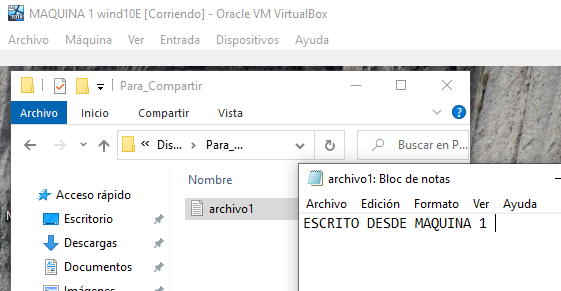 MAQUINA 1 wind10E [Corriendo] - Oracle VM VirtualBox
Archivo Máquina Ver Entrada Dispositivos Ayuda
Para_Compartir
Archivo Inicio Compartir Vista
« Dis... Para_...
Buscar en P...
Nombre
Acceso rápido
Escritorio
Descargas
Documentos
Imágenes
archivo1
archivo1: Bloc de notas
Archivo Edición Formato Ver Ayuda
ESCRITO DESDE MAQUINA 1